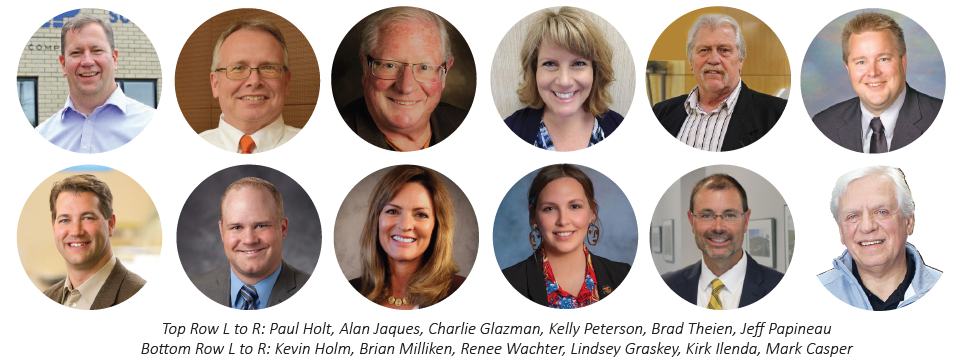 COMP
Top Row L to R: Paul Holt, Alan Jaques, Charlie Glazman, Kelly Peterson, Brad Theien, Jeff Papineau
Bottom Row L to R: Kevin Holm, Brian Milliken, Renee Wachter, Lindsey Graskey, Kirk Ilenda, Mark Casper